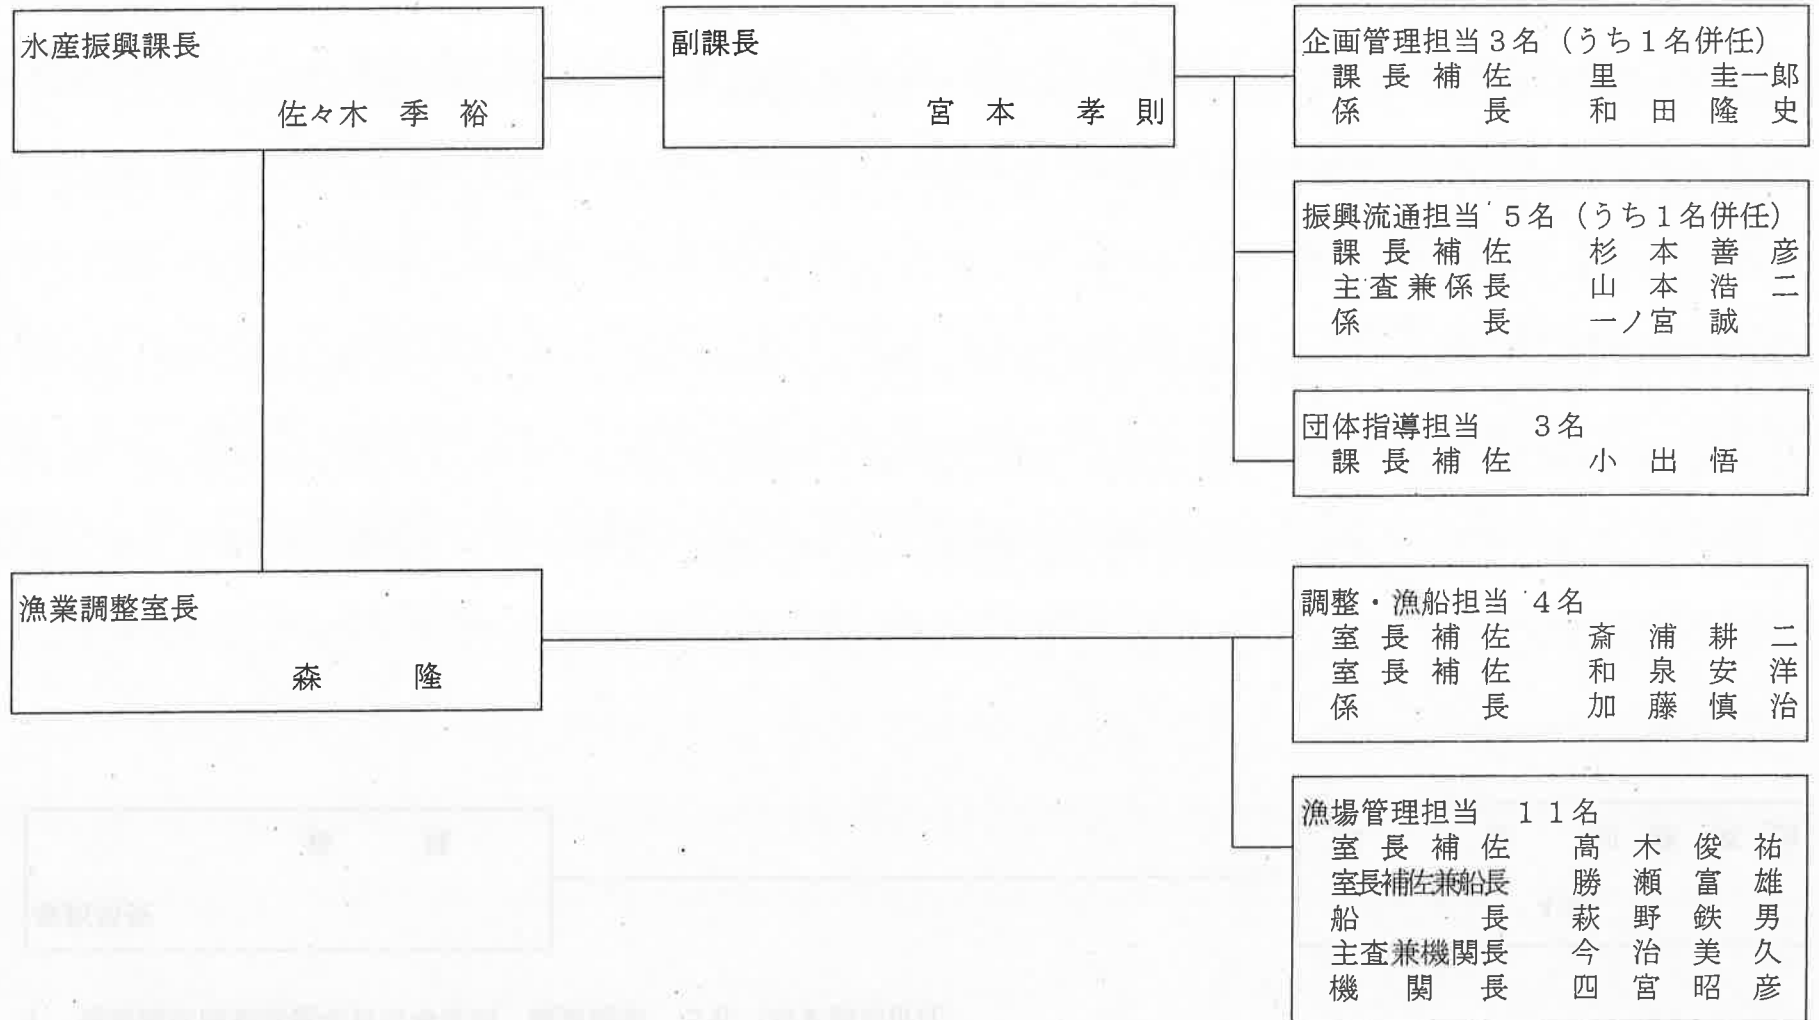 水産振興課長
佐々木 季 裕
副課長
宮 本 孝 則
企画管理担当３名（うち１名併任）
課 長 補 佐 里 圭一郎
係 長 和 田 隆 史
振興流通担当 ５名（うち１名併任）
課 長 補 佐 杉 本 善 彦
主 査 兼 係 長 山 本 浩 二
係 長 一ノ宮 誠
団体指導担当 ３名
課 長 補 佐 小 出 悟
漁業調整室長
森 隆
調整・漁船担当 ４名
室 長 補 佐 斎 浦 耕 二
室 長 補 佐 和 泉 安 洋
係 長 加 藤 慎 治
漁場管理担当 １１名
室 長 補 佐 髙 木 俊 祐
室長補佐兼船長 勝 瀬 富 雄
船 長 萩 野 鉄 男
主査兼機関長 今 治 美 久
機 関 長 四 宮 昭 彦